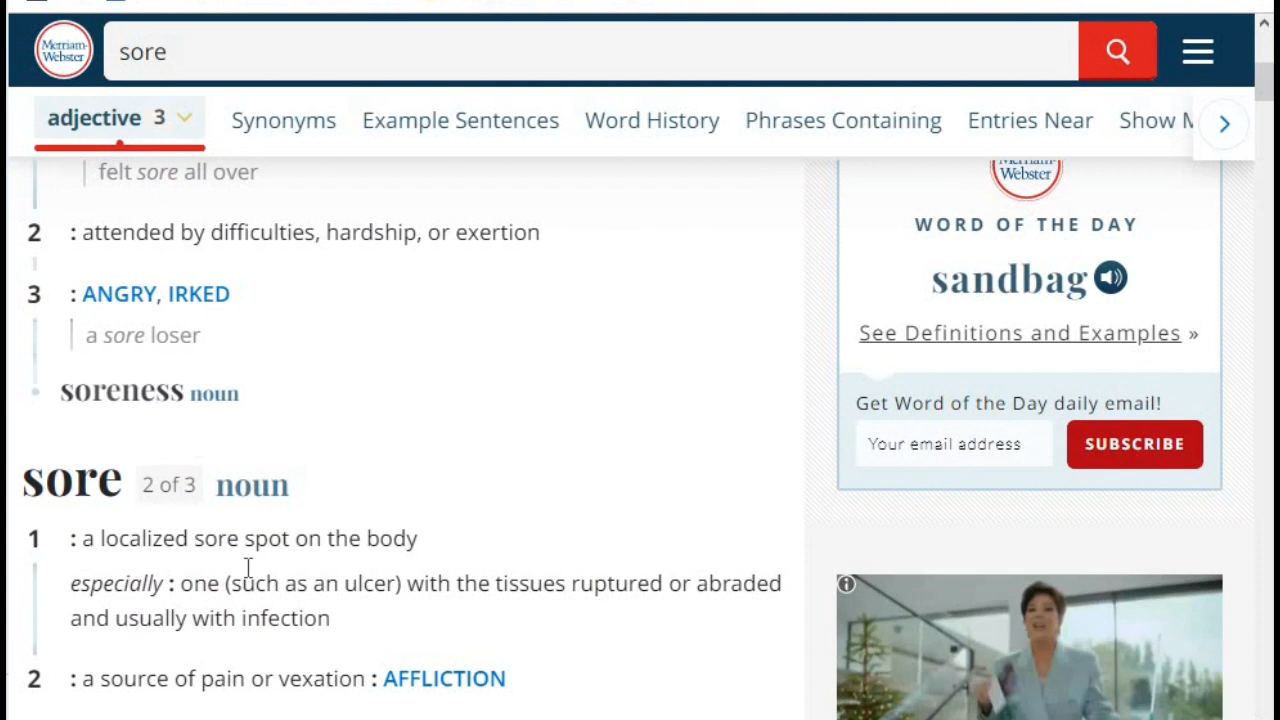 Merriam-
Webster
sore
adjective 3
Synonyms
Example Sentences
Word History
Phrases Containing
Entries Near
Show
felt sore all over
2 : attended by difficulties, hardship, or exertion
3 : ANGRY, IRKED
a sore loser
soreness noun
sore 2 of 3 noun
1 : a localized sore spot on the body
especially : one (such as an ulcer) with the tissues ruptured or abraded
and usually with infection
2 : a source of pain or vexation : AFFLICTION
Merriam-
Webster
WORD OF THE DAY
sandbag
See Definitions and Examples »
Get Word of the Day daily email!
Your email address
SUBSCRIBE